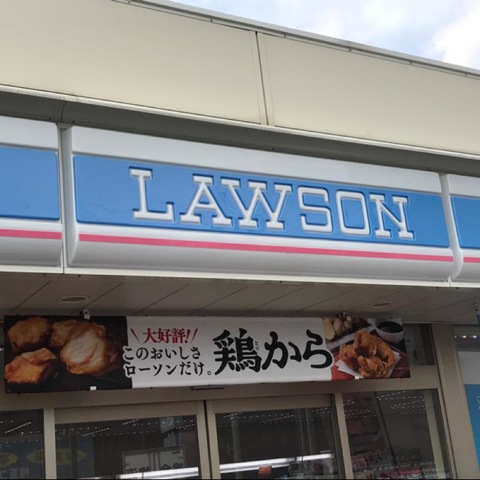 LAWSON
\大好評!!/
このおいしさ
ローソンだけ。
鶏から